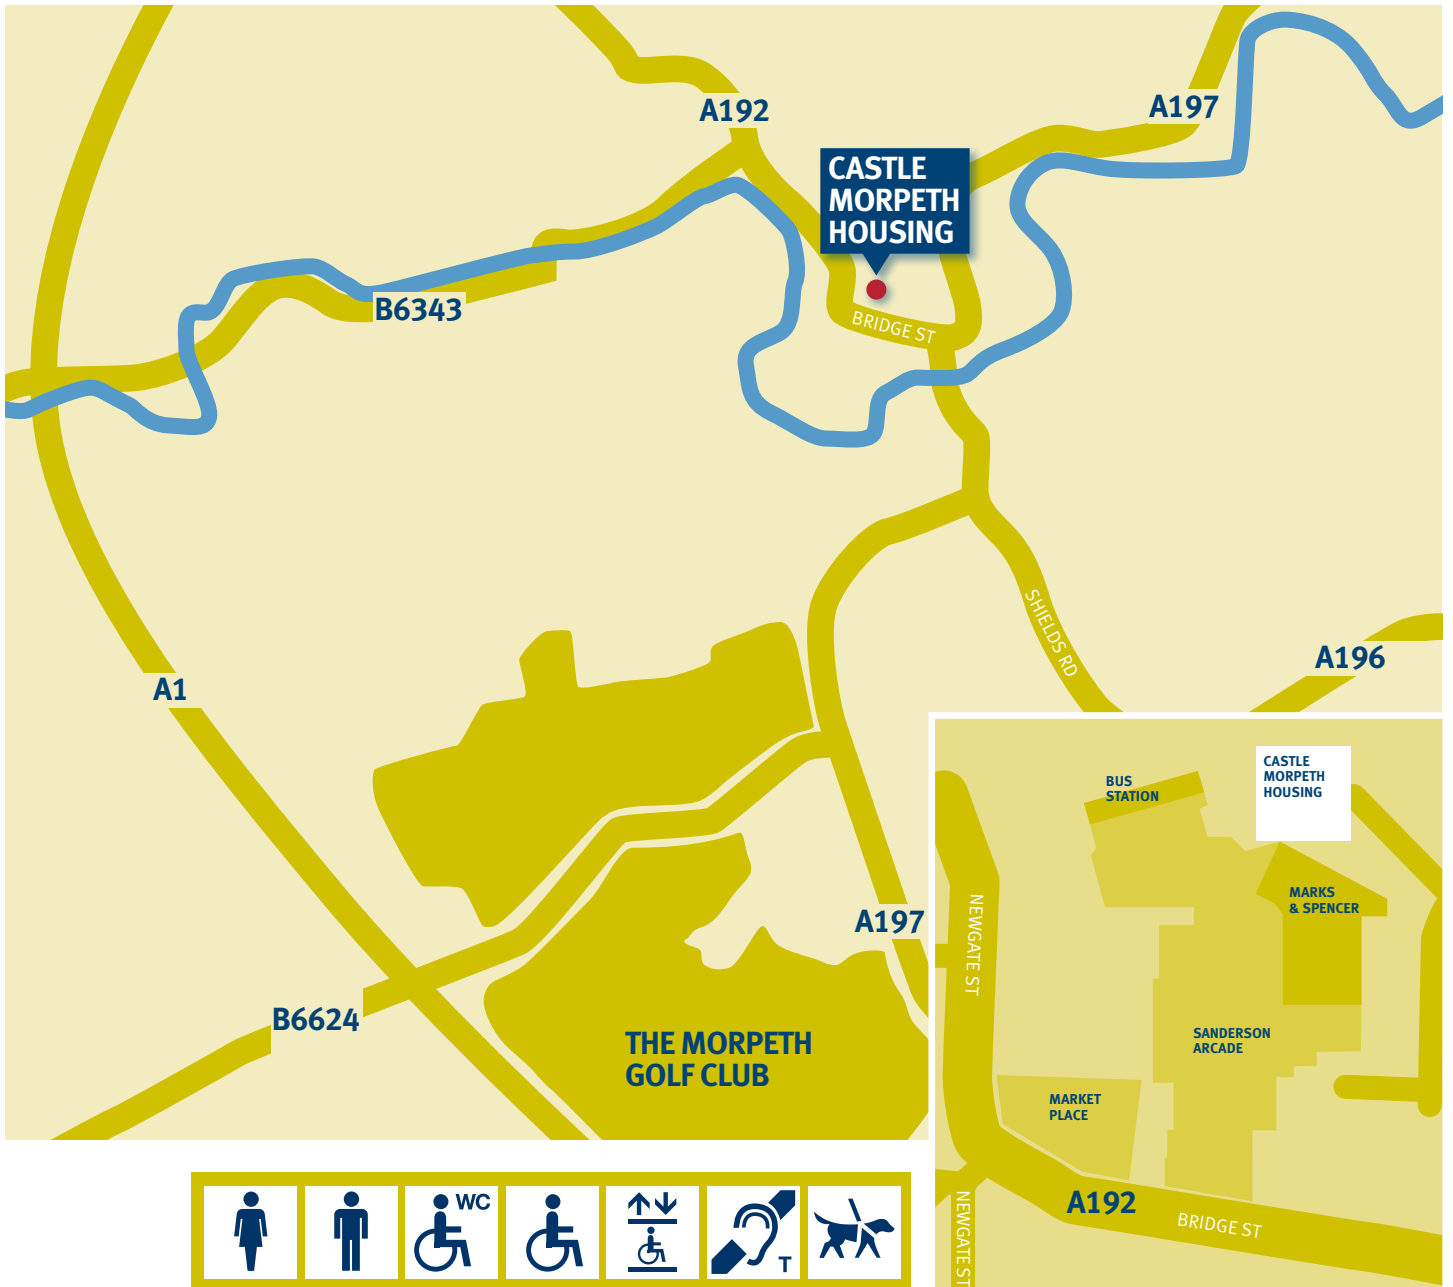 A192
A197
CASTLE
MORPETH
HOUSING
B6343
BRIDGE ST
SHIELDS RD
A196
A1
A197
B6624
THE MORPETH
GOLF CLUB
BUS
STATION
CASTLE
MORPETH
HOUSING
MARKS
& SPENCER
NEWGATE ST
SANDERSON
ARCADE
MARKET
PLACE
A192
BRIDGE ST
NEWGATE ST
WC
T